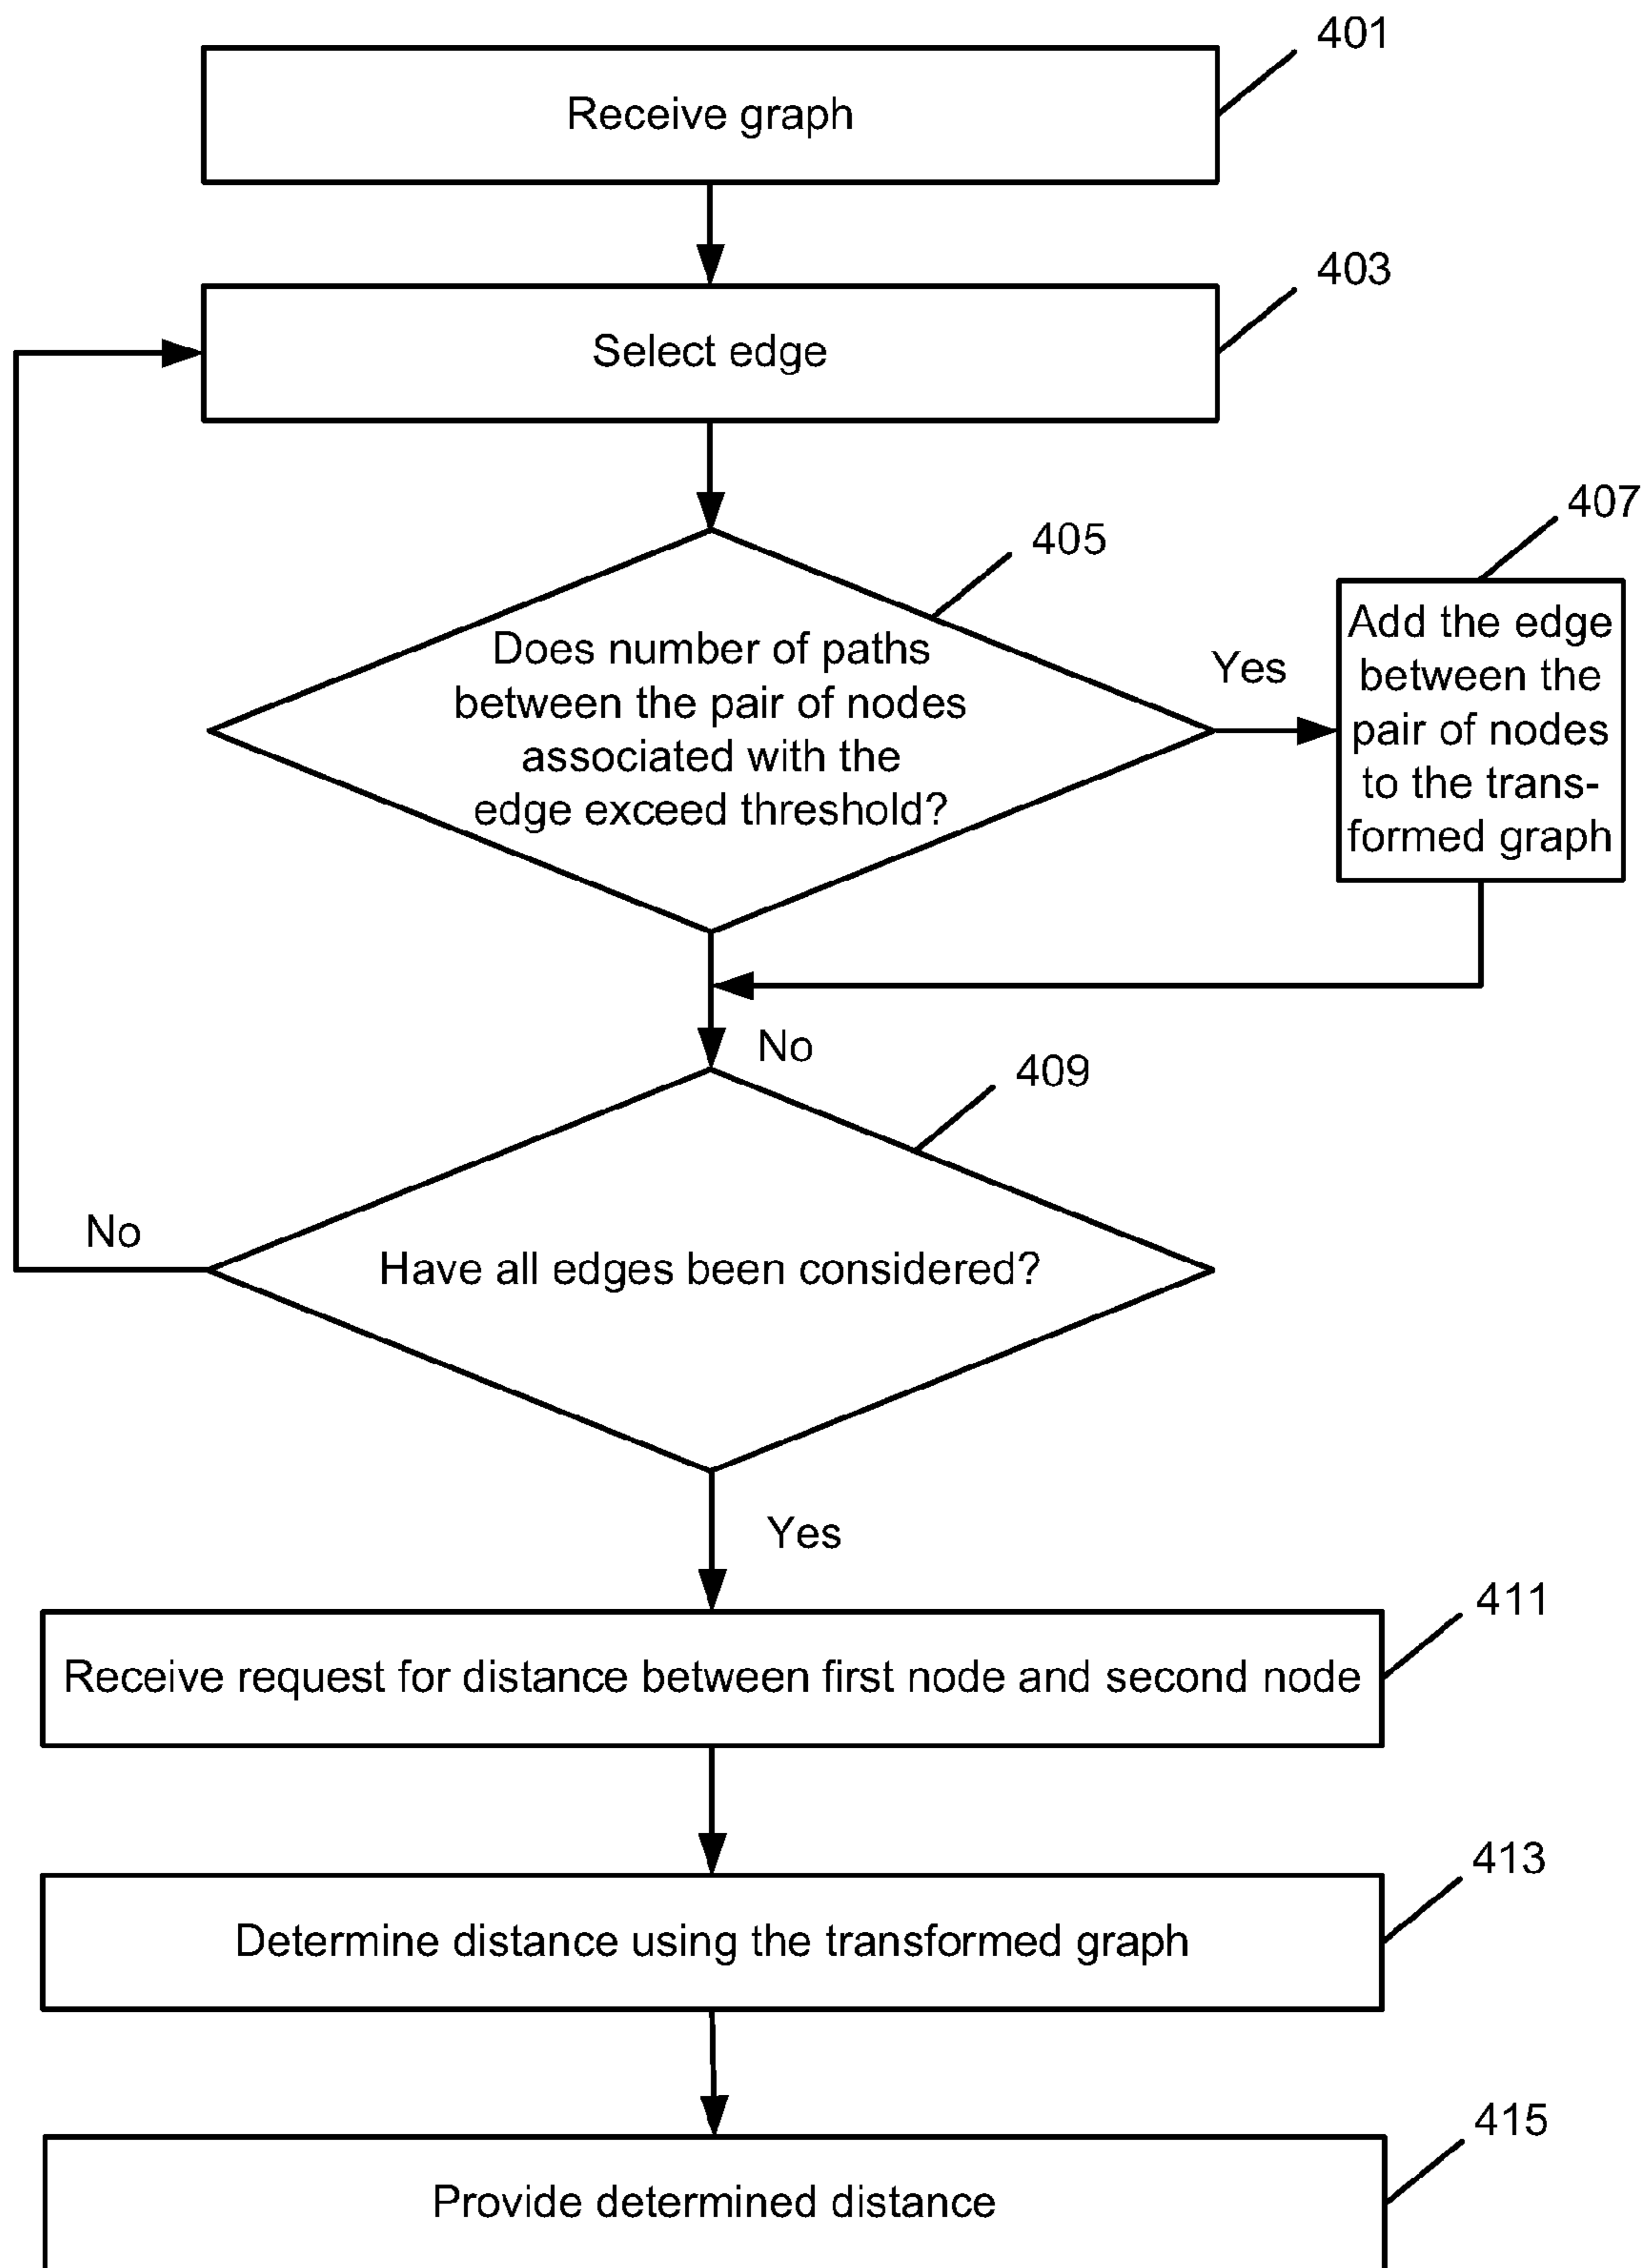 401
Receive graph
403
Select edge
405
407
Does number of paths
between the pair of nodes
associated with the
edge exceed threshold?
Yes
Add the edge
between the
pair of nodes
to the trans-
formed graph
No
409
Have all edges been considered?
No
Yes
411
Receive request for distance between first node and second node
413
Determine distance using the transformed graph
415
Provide determined distance